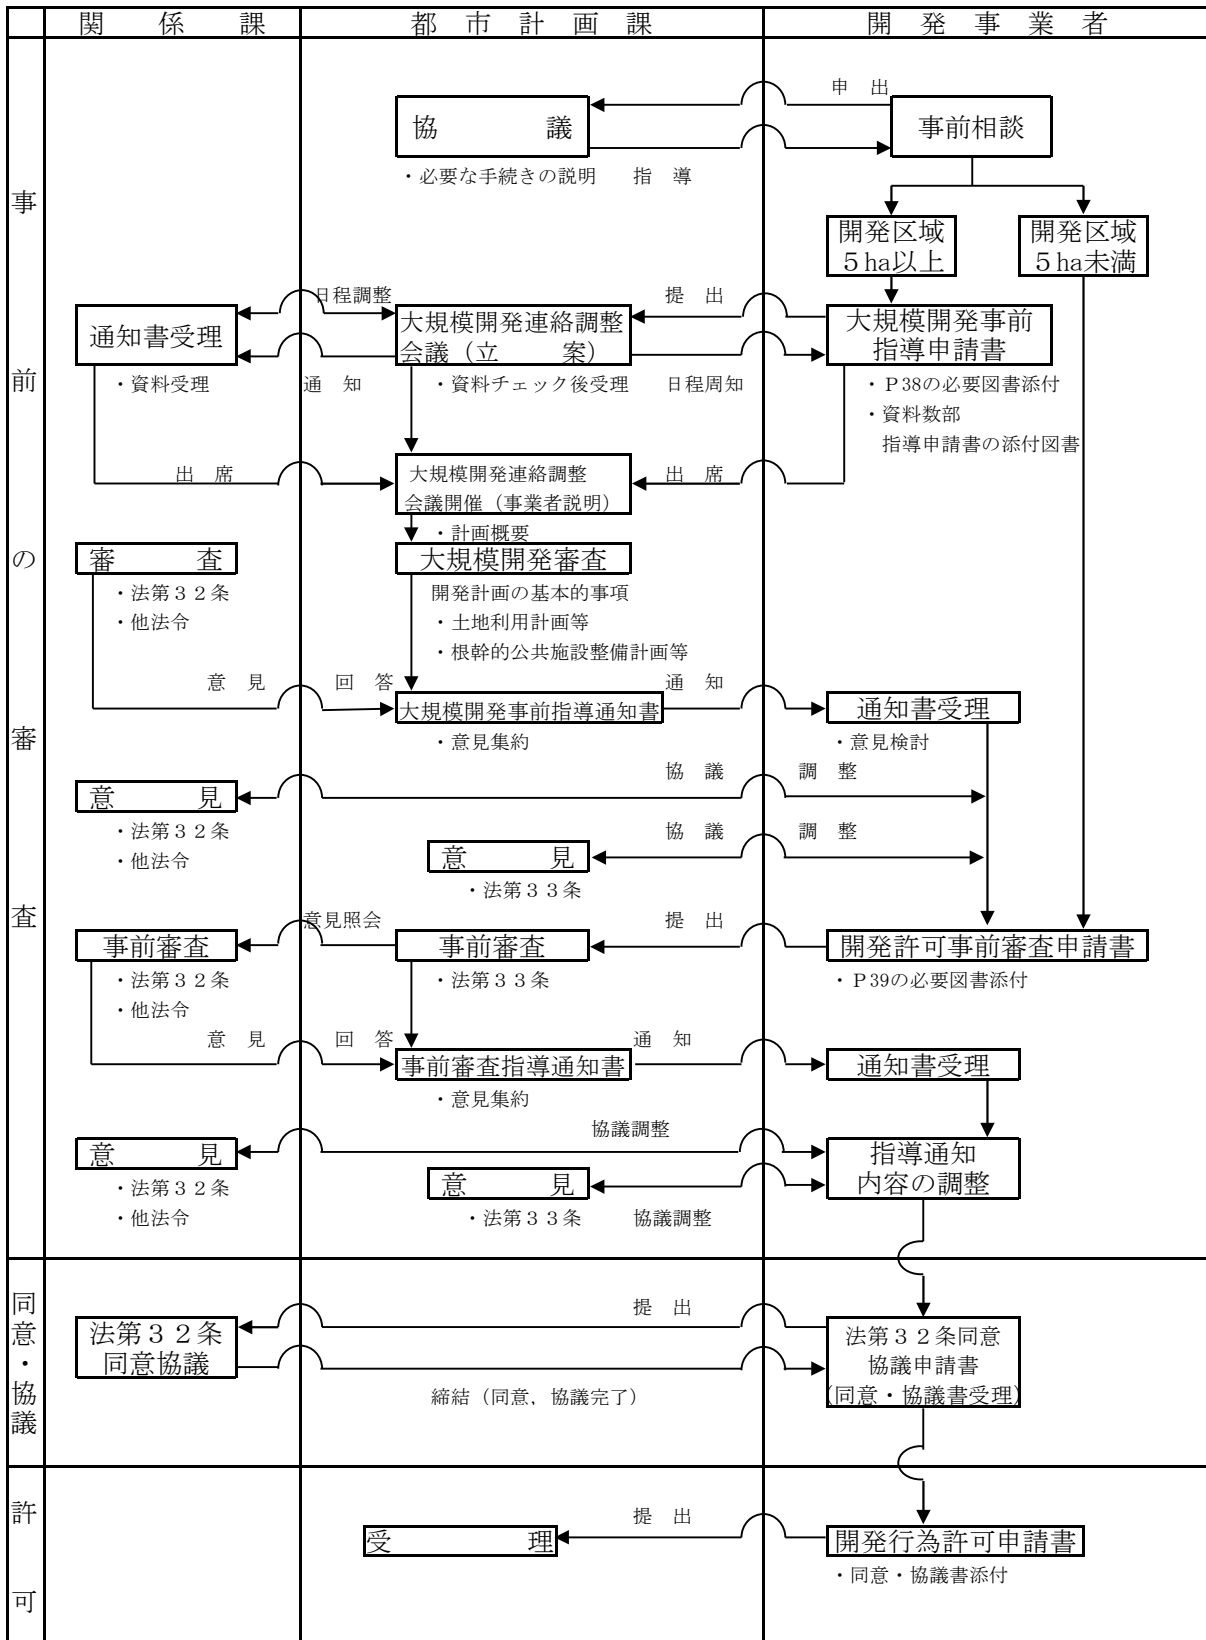 関係課 都市計画課 開発事業者
事前の審査
申出
協議
事前相談
・必要な手続きの説明 指導
開発区域
５ha以上
開発区域
５ha未満
日程調整
提出
通知書受理
大規模開発連絡調整
会議（立案）
大規模開発事前
指導申請書
・資料受理
通知
・資料チェック後受理
日程周知
・Ｐ38の必要図書添付
・資料数部
指導申請書の添付図書
出席
大規模開発連絡調整
会議開催（事業者説明）
出席
・計画概要
審査
大規模開発審査
・法第３２条
・他法令
開発計画の基本的事項
・土地利用計画等
・根幹的公共施設整備計画等
意見 回答
通知
大規模開発事前指導通知書
通知書受理
・意見集約
・意見検討
協議 調整
意見
・法第３２条
・他法令
協議 調整
意見
・法第３３条
意見照会
提出
事前審査
事前審査
開発許可事前審査申請書
・法第３２条
・他法令
・法第３３条
・Ｐ39の必要図書添付
意見 回答
通知
事前審査指導通知書
通知書受理
・意見集約
協議調整
意見
・法第３２条
・他法令
意見
・法第３３条
協議調整
指導通知
内容の調整
同意・協議
提出
法第３２条
同意協議
法第３２条同意
協議申請書
（同意・協議書受理）
締結（同意，協議完了）
許可
提出
受理
開発行為許可申請書
・同意・協議書添付